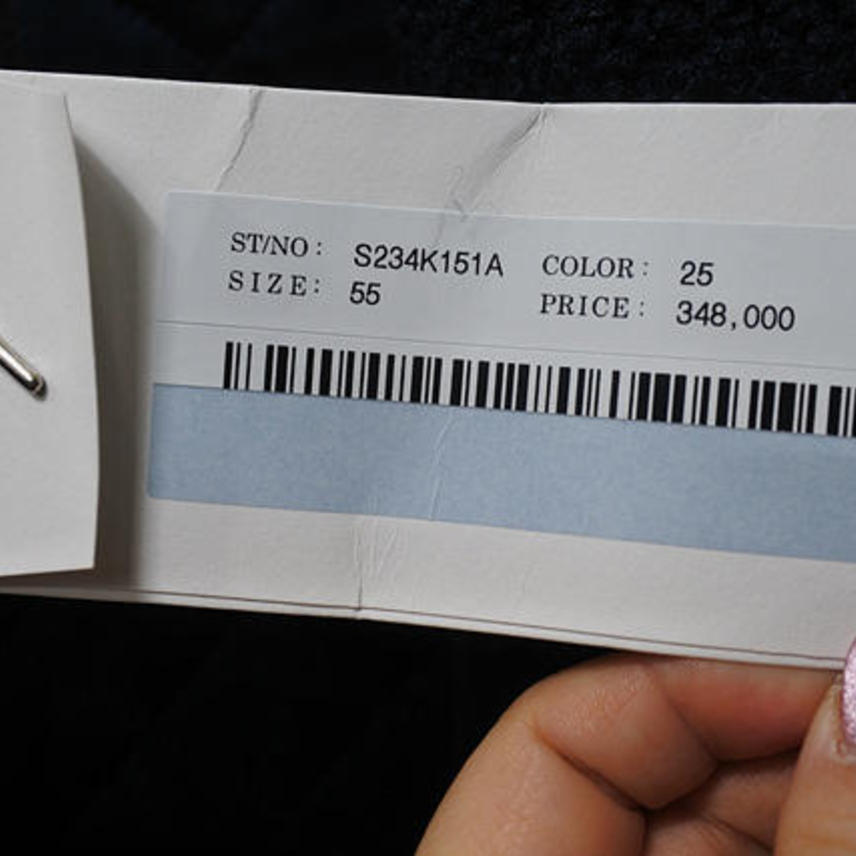 ST/NO : S234K151A COLOR : 25
SIZE : 55 PRICE : 348,000